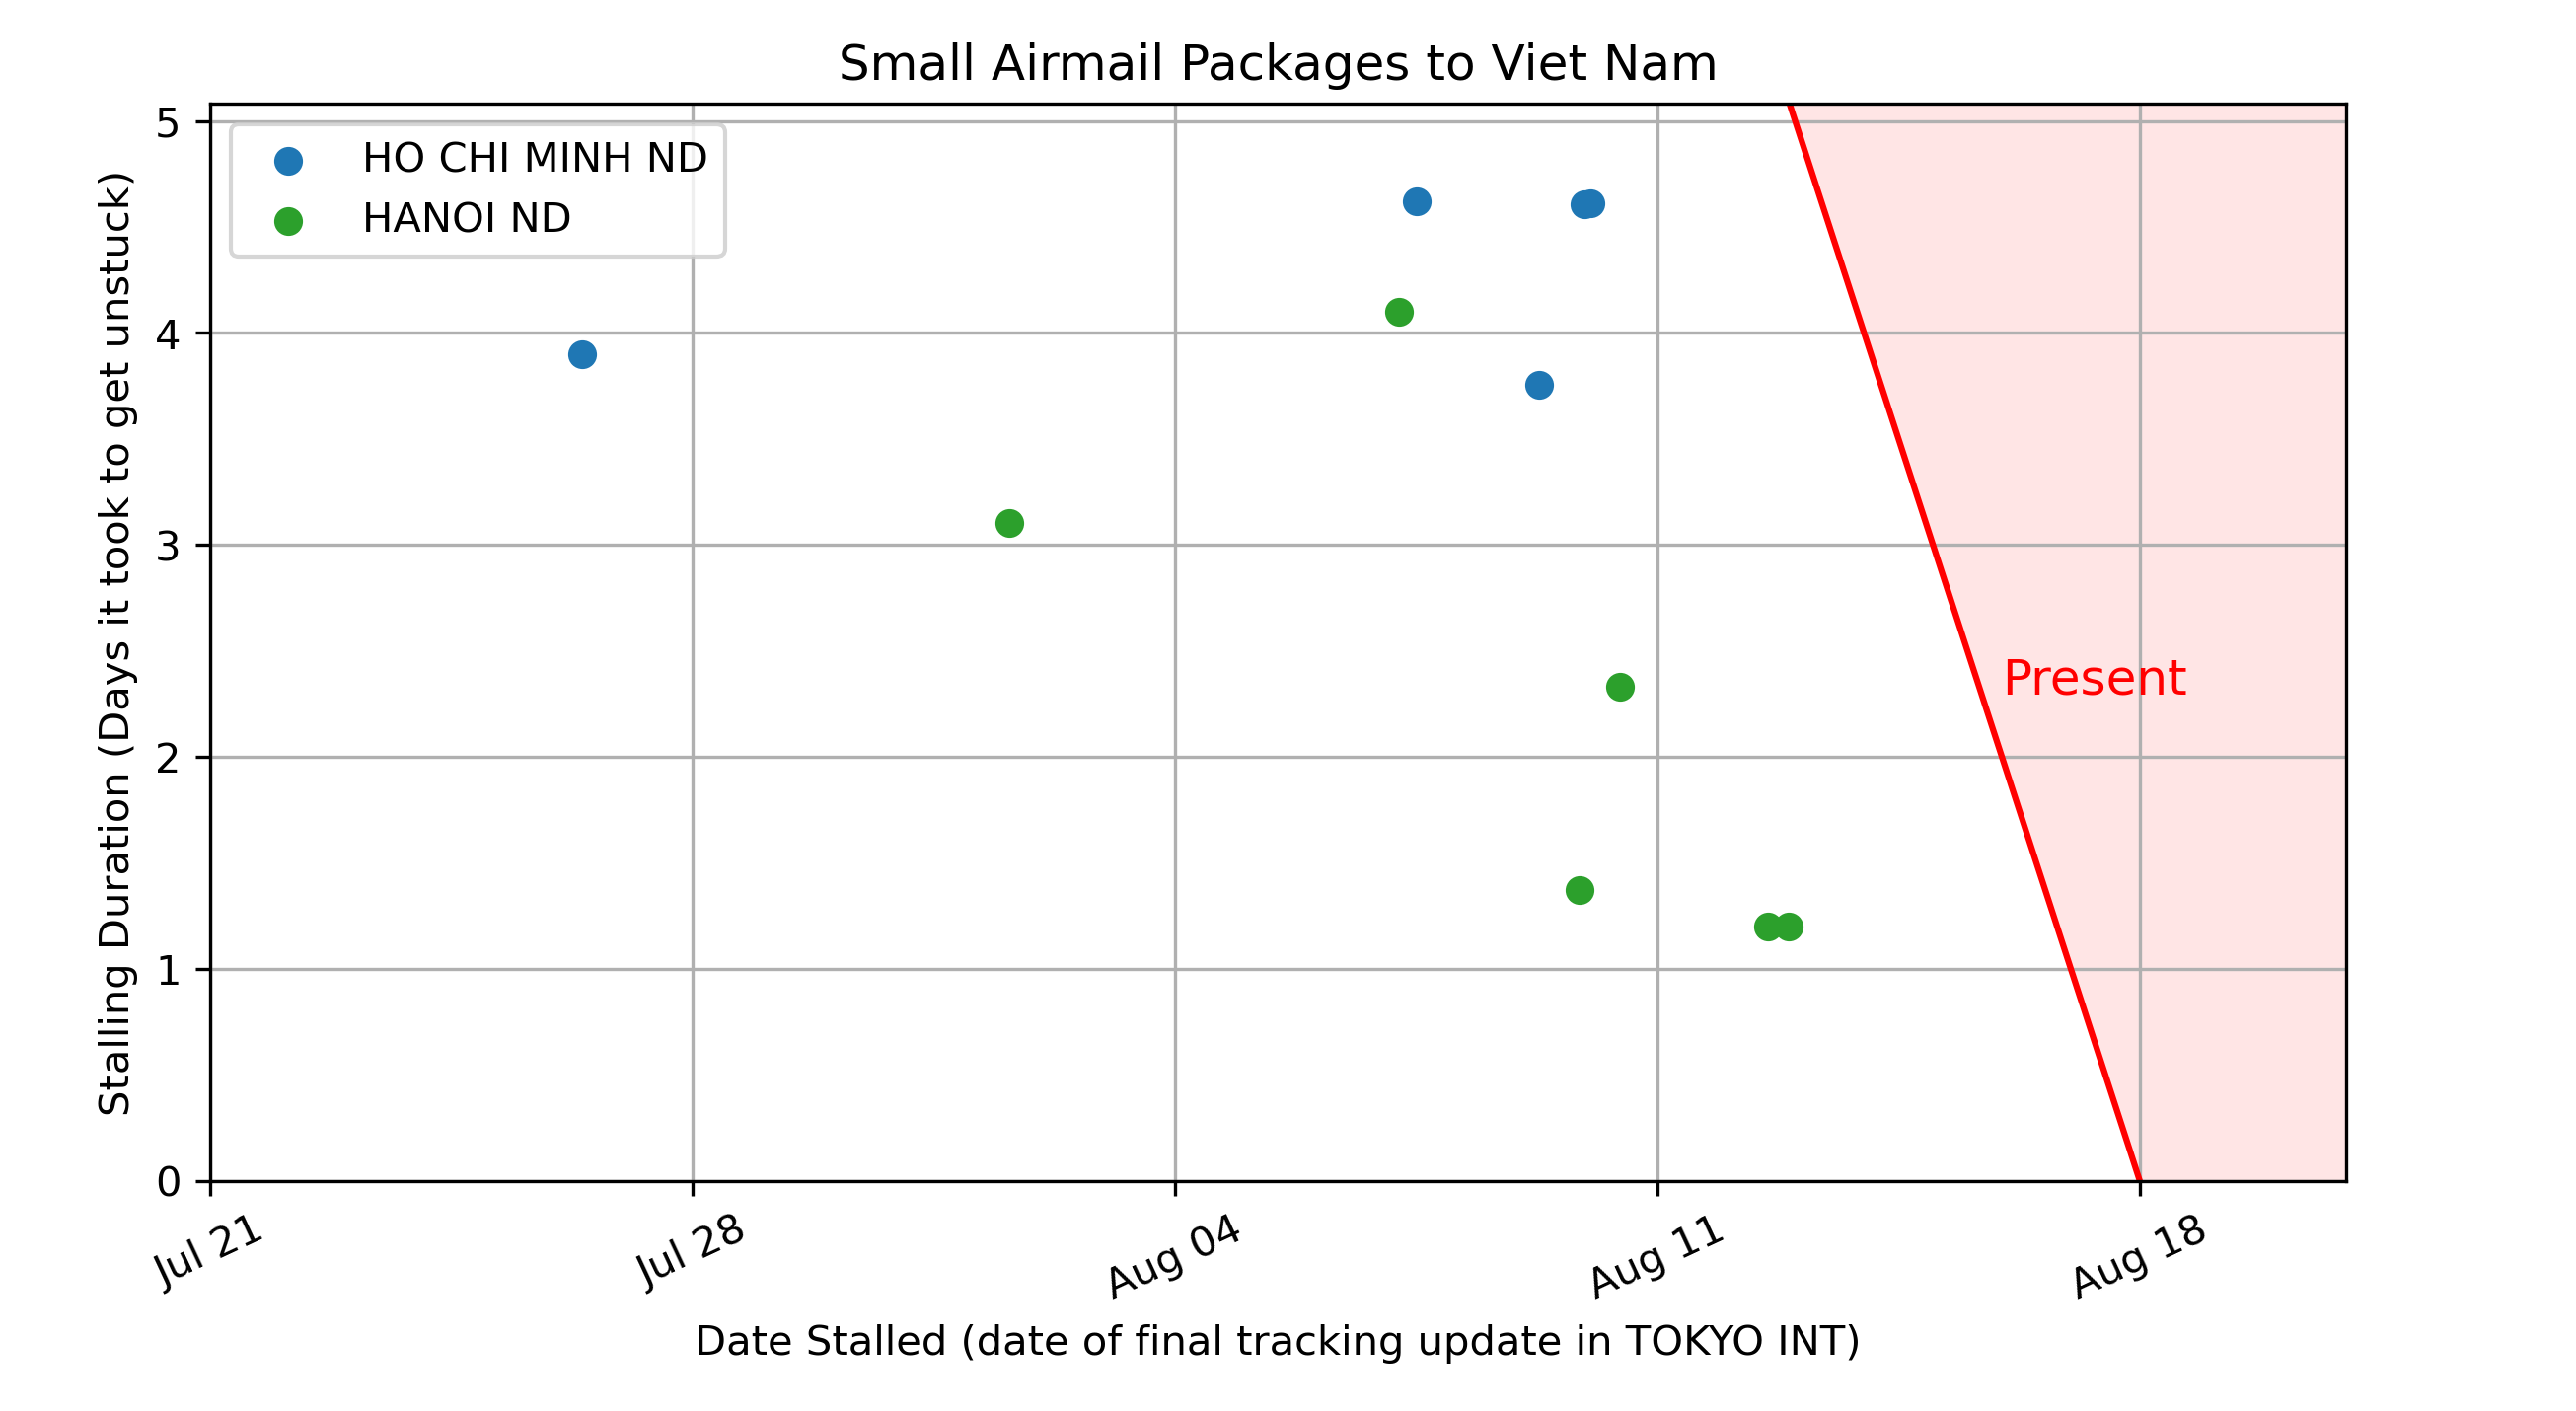 Small Airmail Packages to Viet Nam
Stalling Duration (Days it took to get unstuck)
5
4
3
2
1
0
HO CHI MINH ND
HANOI ND
Present
Jul 21
Jul 28
Aug 04
Aug 11
Aug 18
Date Stalled (date of final tracking update in TOKYO INT)